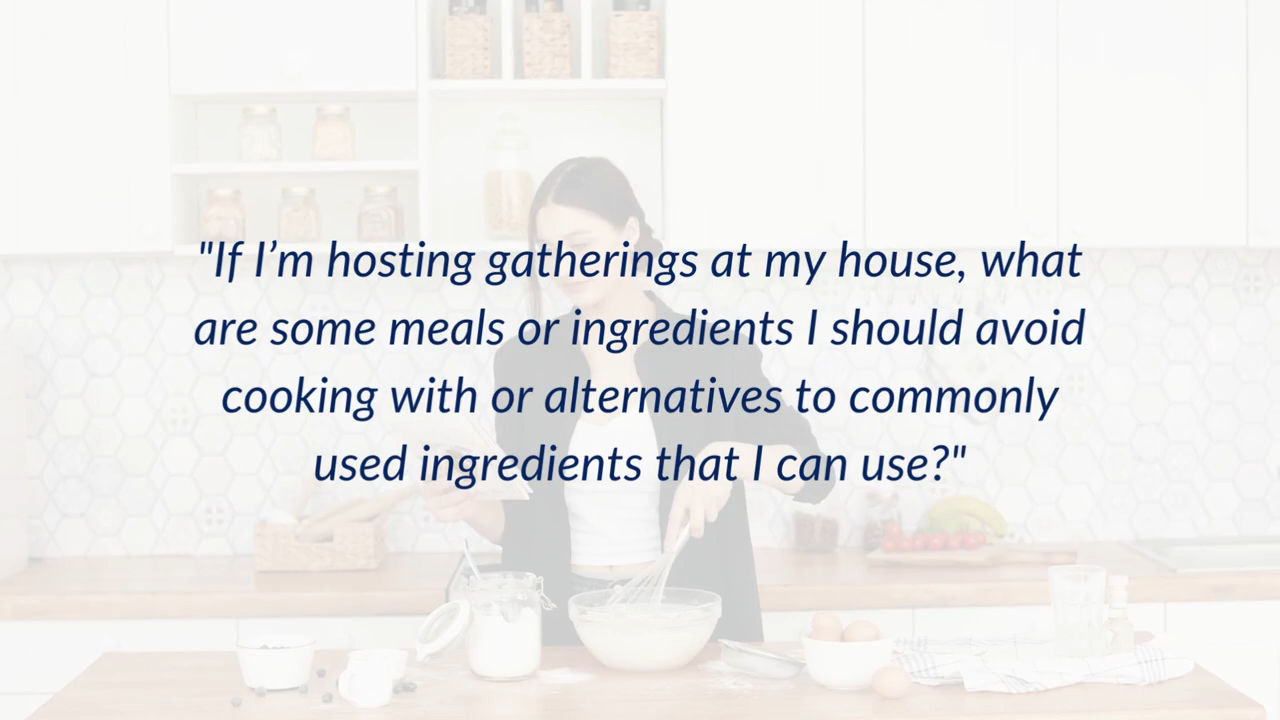 "If I’m hosting gatherings at my house, what
are some meals or ingredients I should avoid
cooking with or alternatives to commonly
used ingredients that I can use?"